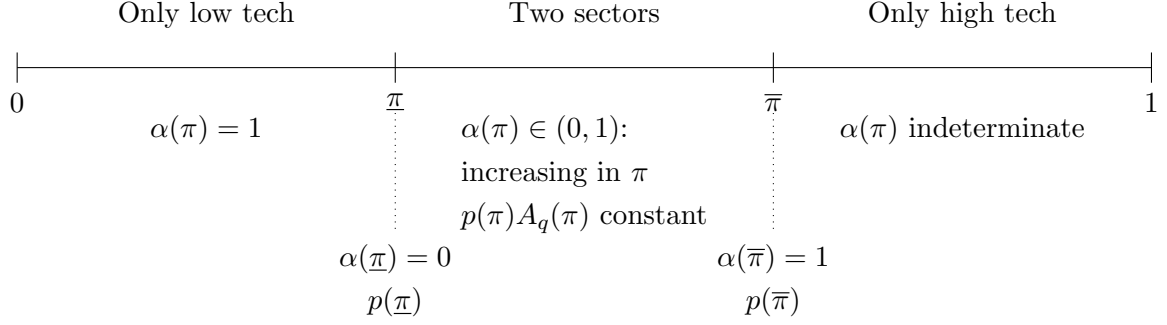 Only low tech Two sectors Only high tech
0 π̲ π̅ 1
α(π) = 1 α(π) ∈ (0, 1): α(π) indeterminate
increasing in π
p(π)A_q(π) constant
α(π̲) = 0 α(π̅) = 1
p(π̲) p(π̅)